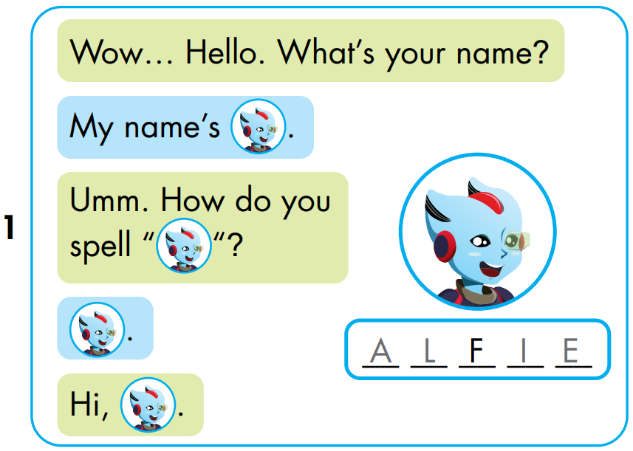 Wow... Hello. What's your name?
My name's .
1
Umm. How do you
spell “ “?
.
Hi, .
A L F I E